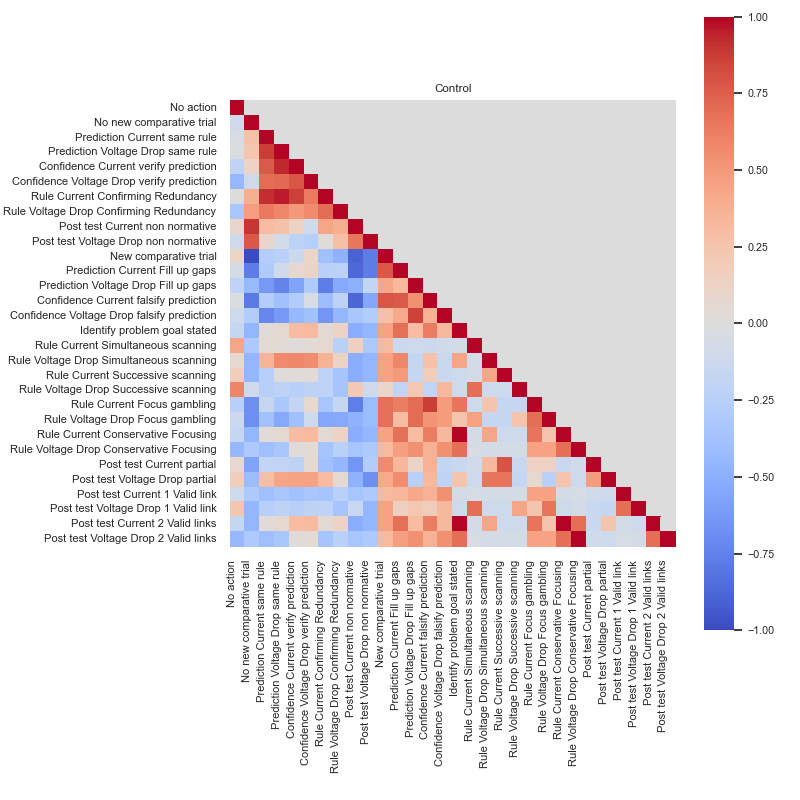 Control
No action
No new comparative trial
Prediction Current same rule
Prediction Voltage Drop same rule
Confidence Current verify prediction
Confidence Voltage Drop verify prediction
Rule Current Confirming Redundancy
Rule Voltage Drop Confirming Redundancy
Post test Current non normative
Post test Voltage Drop non normative
New comparative trial
Prediction Current Fill up gaps
Prediction Voltage Drop Fill up gaps
Confidence Current falsify prediction
Confidence Voltage Drop falsify prediction
Identify problem goal stated
Rule Current Simultaneous scanning
Rule Voltage Drop Simultaneous scanning
Rule Current Successive scanning
Rule Voltage Drop Successive scanning
Rule Current Focus gambling
Rule Voltage Drop Focus gambling
Rule Current Conservative Focusing
Rule Voltage Drop Conservative Focusing
Post test Current partial
Post test Voltage Drop partial
Post test Current 1 Valid link
Post test Voltage Drop 1 Valid link
Post test Current 2 Valid links
Post test Voltage Drop 2 Valid links
No action
No new comparative trial
Prediction Current same rule
Prediction Voltage Drop same rule
Confidence Current verify prediction
Confidence Voltage Drop verify prediction
Rule Current Confirming Redundancy
Rule Voltage Drop Confirming Redundancy
Post test Current non normative
Post test Voltage Drop non normative
New comparative trial
Prediction Current Fill up gaps
Prediction Voltage Drop Fill up gaps
Confidence Current falsify prediction
Confidence Voltage Drop falsify prediction
Identify problem goal stated
Rule Current Simultaneous scanning
Rule Voltage Drop Simultaneous scanning
Rule Current Successive scanning
Rule Voltage Drop Successive scanning
Rule Current Focus gambling
Rule Voltage Drop Focus gambling
Rule Current Conservative Focusing
Rule Voltage Drop Conservative Focusing
Post test Current partial
Post test Voltage Drop partial
Post test Current 1 Valid link
Post test Voltage Drop 1 Valid link
Post test Current 2 Valid links
Post test Voltage Drop 2 Valid links
1.00
0.75
0.50
0.25
0.00
−0.25
−0.50
−0.75
−1.00